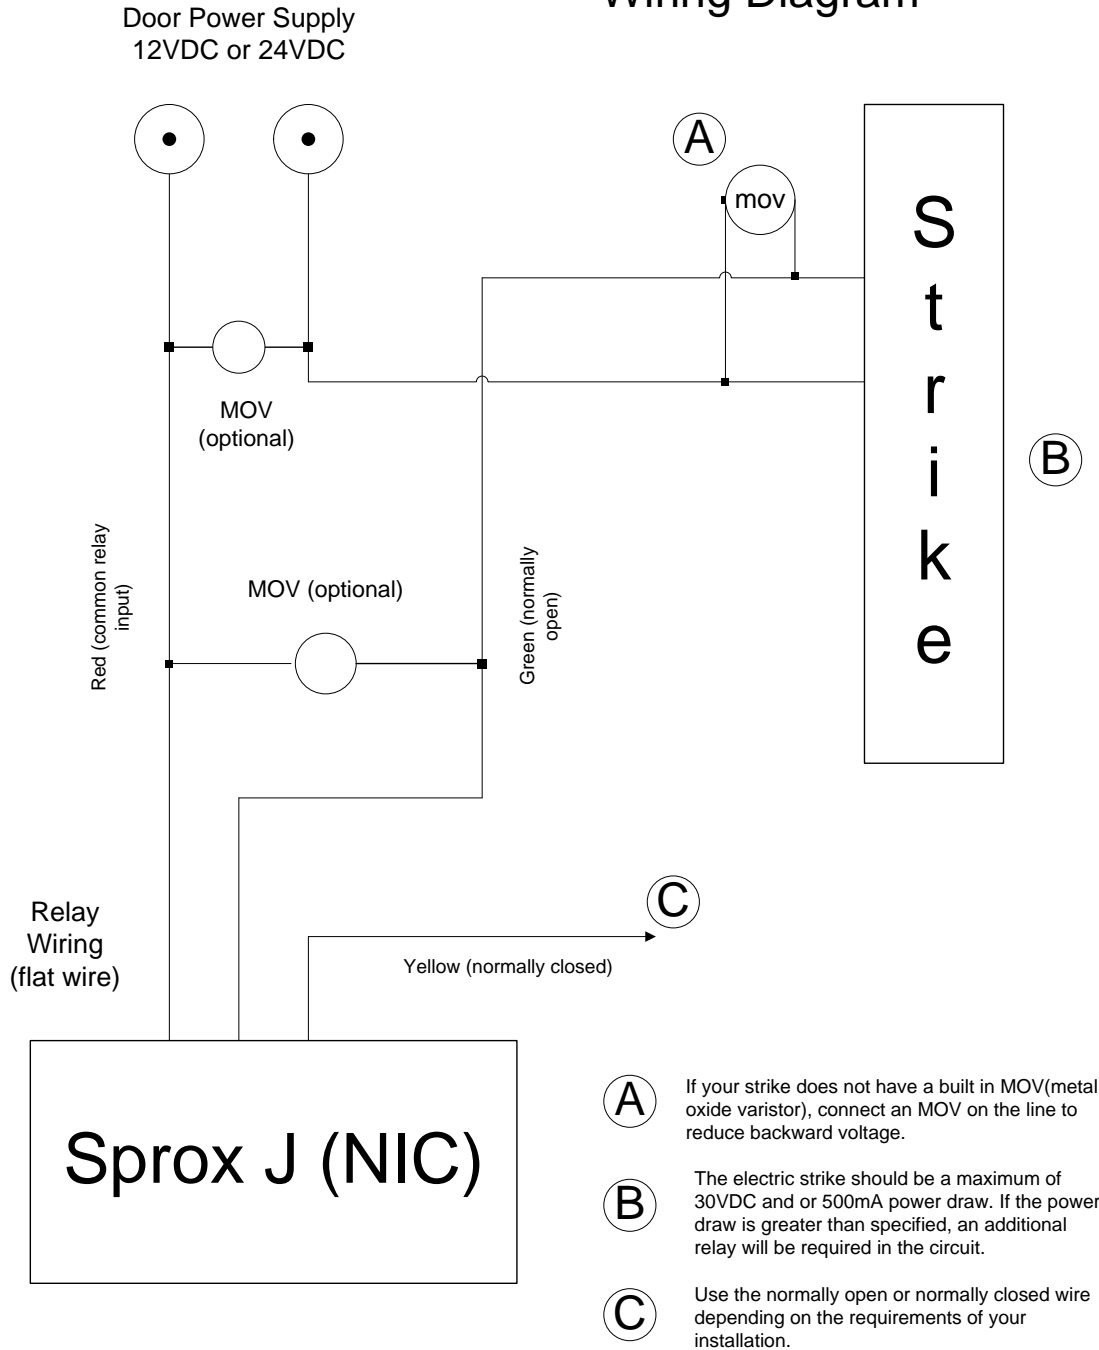 Wiring Diagram
Door Power Supply
12VDC or 24VDC
A
mov
S
t
r
i
k
e
MOV
(optional)
B
Red (common relay
input)
MOV (optional)
Green (normally
open)
Relay
Wiring
(flat wire)
C
Yellow (normally closed)
Sprox J (NIC)
A
If your strike does not have a built in MOV(metal
oxide varistor), connect an MOV on the line to
reduce backward voltage.
B
The electric strike should be a maximum of
30VDC and or 500mA power draw. If the power
draw is greater than specified, an additional
relay will be required in the circuit.
C
Use the normally open or normally closed wire
depending on the requirements of your
installation.